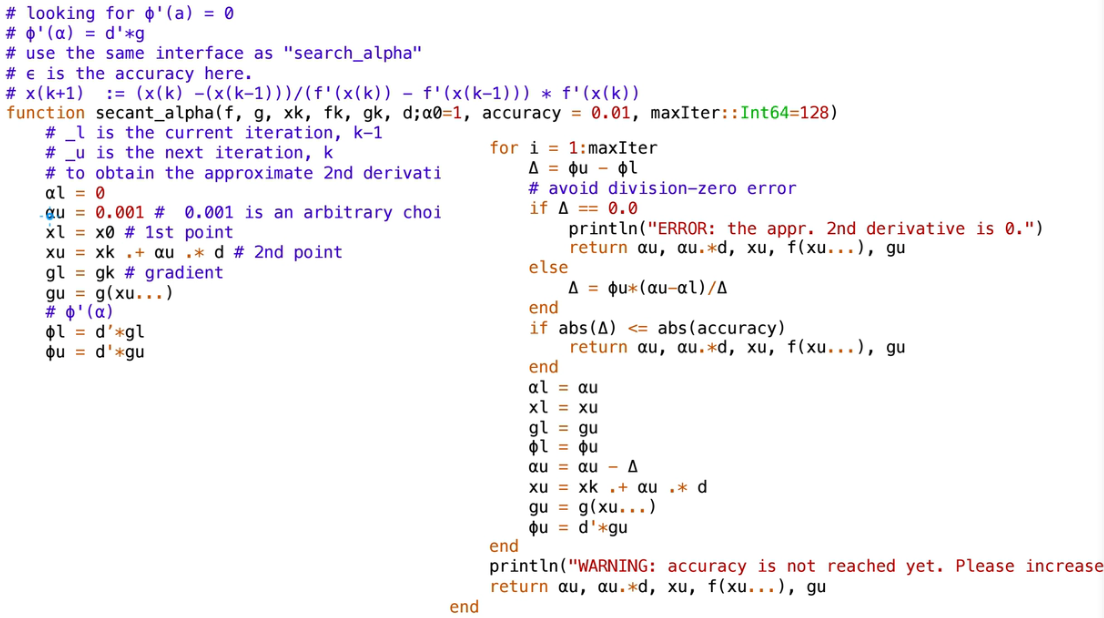 # looking for ϕ'(a) = 0
# ϕ'(α) = d'*g
# use the same interface as "search_alpha"
# ϵ is the accuracy here.
# x(k+1)  := (x(k) -(x(k-1)))/(f'(x(k)) - f'(x(k-1))) * f'(x(k))
function secant_alpha(f, g, xk, fk, gk, d;α0=1, accuracy = 0.01, maxIter::Int64=128)
    # _l is the current iteration, k-1
    # _u is the next iteration, k
    # to obtain the approximate 2nd derivati
    αl = 0
    αu = 0.001 #  0.001 is an arbitrary choi
    xl = x0 # 1st point
    xu = xk .+ αu .* d # 2nd point
    gl = gk # gradient
    gu = g(xu...)
    # ϕ'(α)
    ϕl = d’*gl
    ϕu = d'*gu
    for i = 1:maxIter
        Δ = ϕu - ϕl
        # avoid division-zero error
        if Δ == 0.0
            println("ERROR: the appr. 2nd derivative is 0.")
            return αu, αu.*d, xu, f(xu...), gu
        else
            Δ = ϕu*(αu-αl)/Δ
        end
        if abs(Δ) <= abs(accuracy)
            return αu, αu.*d, xu, f(xu...), gu
        end
        αl = αu
        xl = xu
        gl = gu
        ϕl = ϕu
        αu = αu - Δ
        xu = xk .+ αu .* d
        gu = g(xu...)
        ϕu = d'*gu
    end
    println("WARNING: accuracy is not reached yet. Please increase
    return αu, αu.*d, xu, f(xu...), gu
end